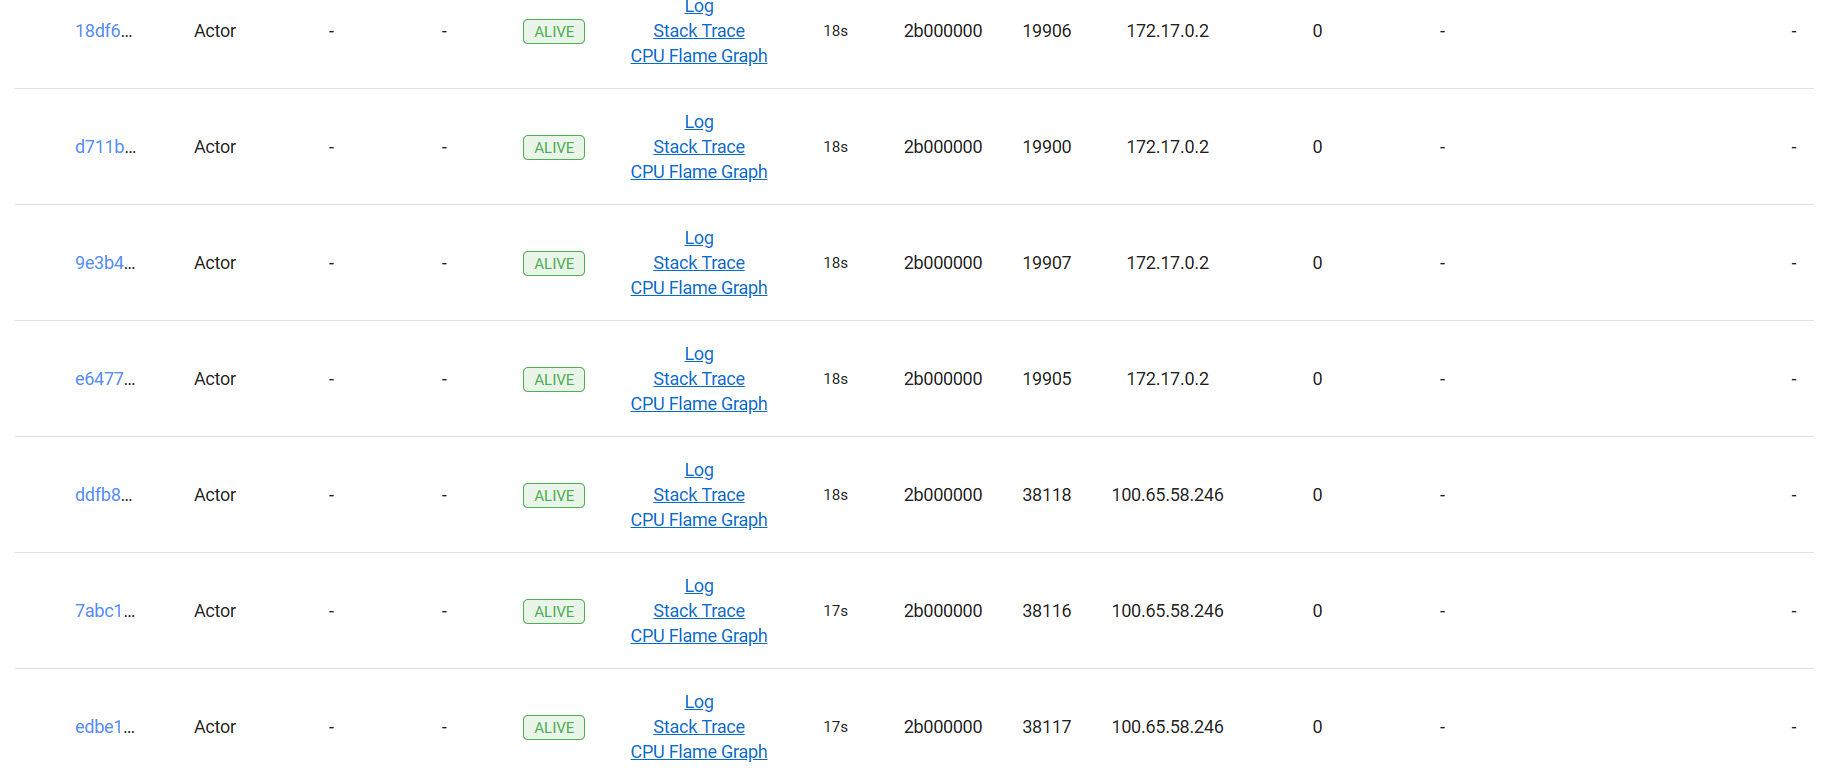 Log
18df6... Actor - - ALIVE Stack Trace 18s 2b000000 19906 172.17.0.2 0 - -
CPU Flame Graph
Log
d711b... Actor - - ALIVE Stack Trace 18s 2b000000 19900 172.17.0.2 0 - -
CPU Flame Graph
Log
9e3b4... Actor - - ALIVE Stack Trace 18s 2b000000 19907 172.17.0.2 0 - -
CPU Flame Graph
Log
e6477... Actor - - ALIVE Stack Trace 18s 2b000000 19905 172.17.0.2 0 - -
CPU Flame Graph
Log
ddfb8... Actor - - ALIVE Stack Trace 18s 2b000000 38118 100.65.58.246 0 - -
CPU Flame Graph
Log
7abc1... Actor - - ALIVE Stack Trace 17s 2b000000 38116 100.65.58.246 0 - -
CPU Flame Graph
Log
edbe1... Actor - - ALIVE Stack Trace 17s 2b000000 38117 100.65.58.246 0 - -
CPU Flame Graph